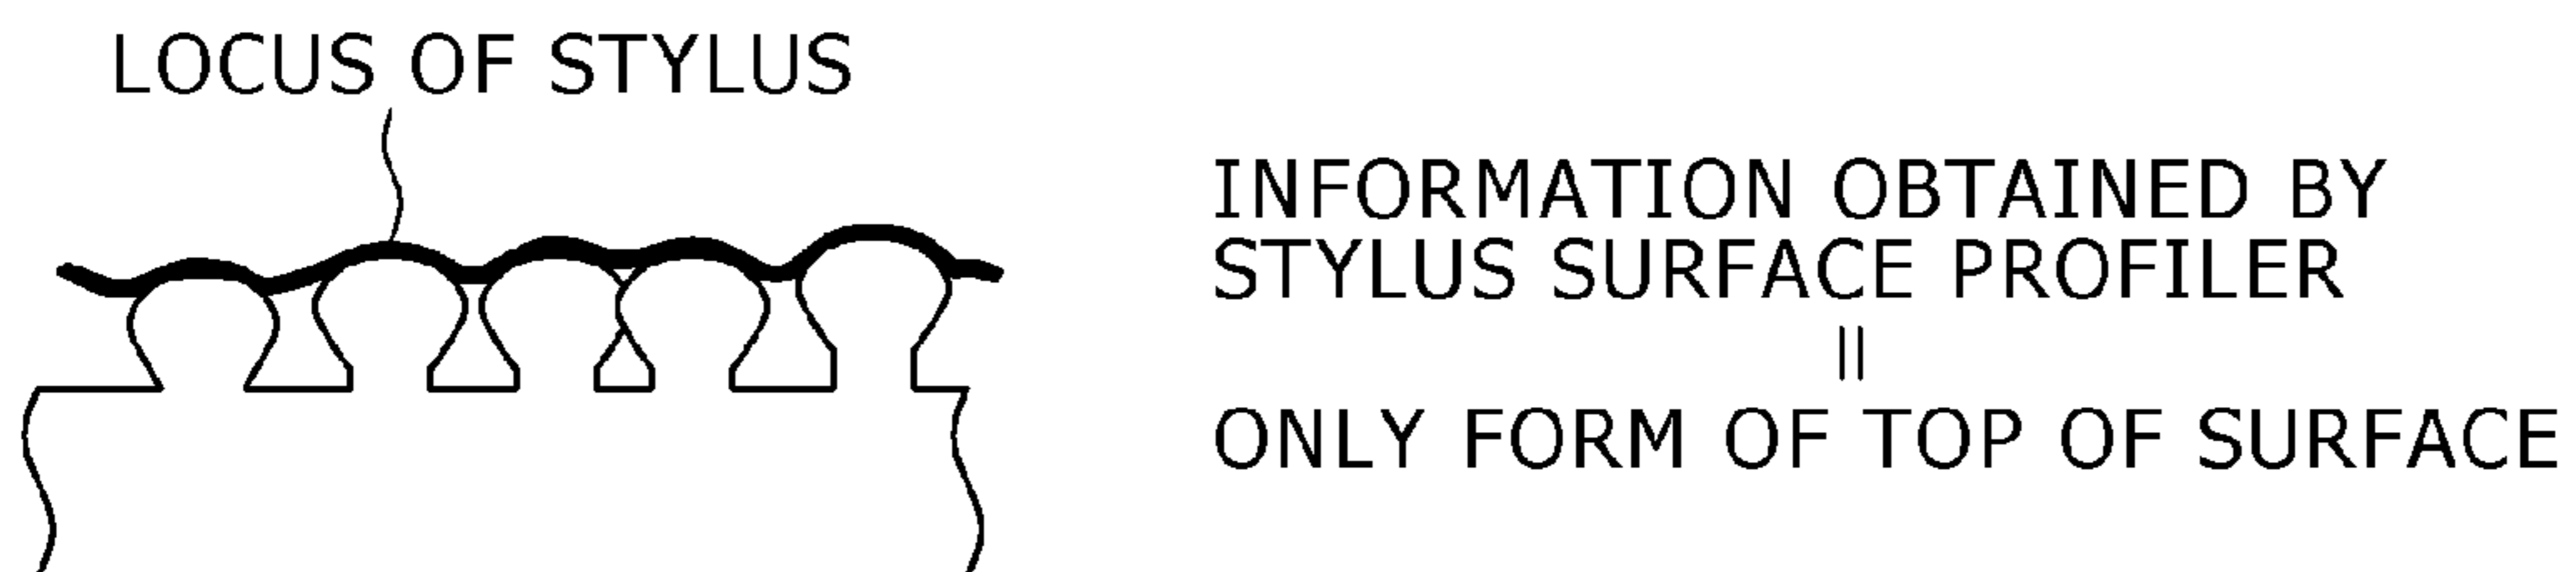 LOCUS OF STYLUS
INFORMATION OBTAINED BY
STYLUS SURFACE PROFILER
||
ONLY FORM OF TOP OF SURFACE